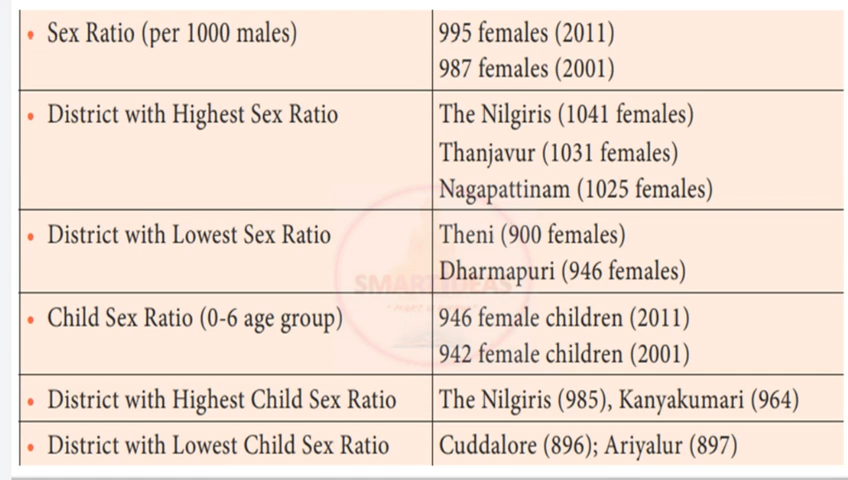 • Sex Ratio (per 1000 males) 995 females (2011)
987 females (2001)
• District with Highest Sex Ratio The Nilgiris (1041 females)
Thanjavur (1031 females)
Nagapattinam (1025 females)
• District with Lowest Sex Ratio Theni (900 females)
Dharmapuri (946 females)
SMART IDEAS
• Child Sex Ratio (0-6 age group) 946 female children (2011)
942 female children (2001)
• District with Highest Child Sex Ratio The Nilgiris (985), Kanyakumari (964)
• District with Lowest Child Sex Ratio Cuddalore (896); Ariyalur (897)